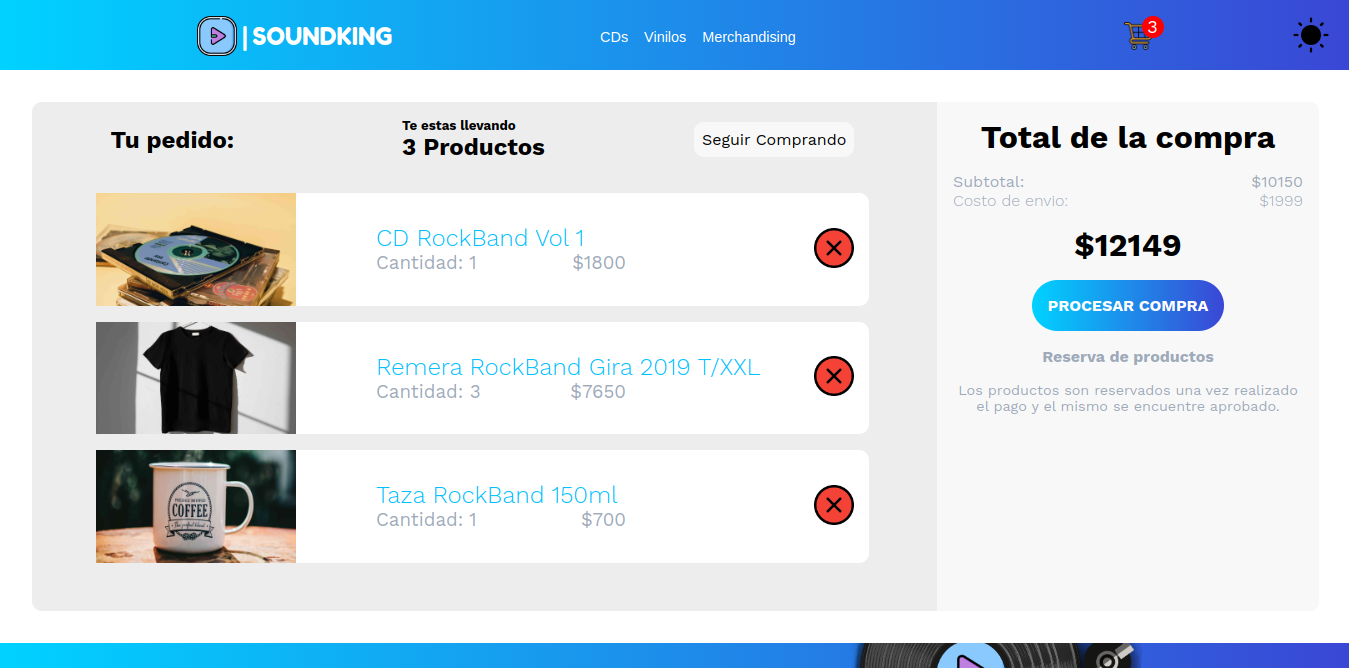 | SOUNDKING
CDs Vinilos Merchandising
3
Tu pedido:
Te estas llevando
3 Productos
Seguir Comprando
CD RockBand Vol 1
Cantidad: 1 $1800
Remera RockBand Gira 2019 T/XXL
Cantidad: 3 $7650
COFFEE
Taza RockBand 150ml
Cantidad: 1 $700
Total de la compra
Subtotal: $10150
Costo de envio: $1999
$12149
PROCESAR COMPRA
Reserva de productos
Los productos son reservados una vez realizado
el pago y el mismo se encuentre aprobado.